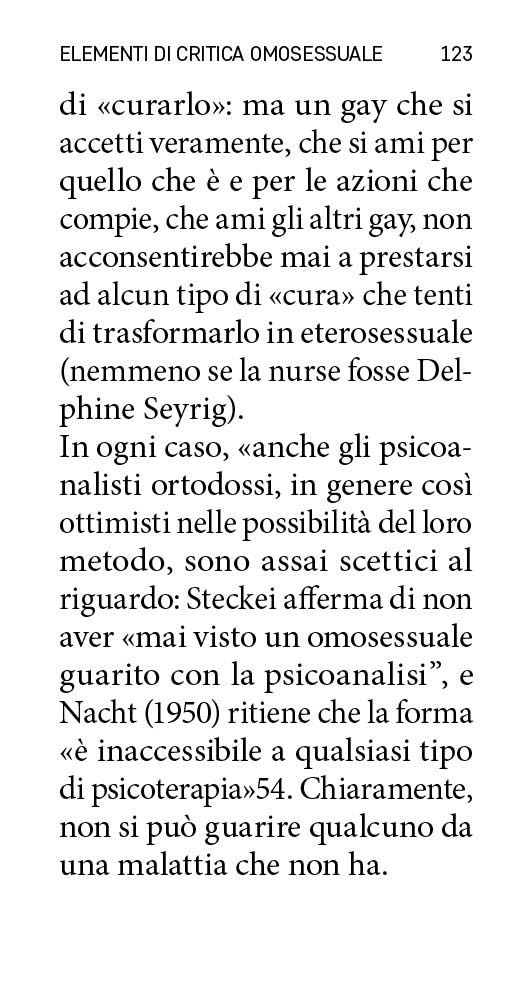 ELEMENTI DI CRITICA OMOSESSUALE 123
di «curarlo»: ma un gay che si
accetti veramente, che si ami per
quello che è e per le azioni che
compie, che ami gli altri gay, non
acconsentirebbe mai a prestarsi
ad alcun tipo di «cura» che tenti
di trasformarlo in eterosessuale
(nemmeno se la nurse fosse Del-
phine Seyrig).
In ogni caso, «anche gli psicoa-
nalisti ortodossi, in genere così
ottimisti nelle possibilità del loro
metodo, sono assai scettici al
riguardo: Steckei afferma di non
aver «mai visto un omosessuale
guarito con la psicoanalisi”, e
Nacht (1950) ritiene che la forma
«è inaccessibile a qualsiasi tipo
di psicoterapia»54. Chiaramente,
non si può guarire qualcuno da
una malattia che non ha.